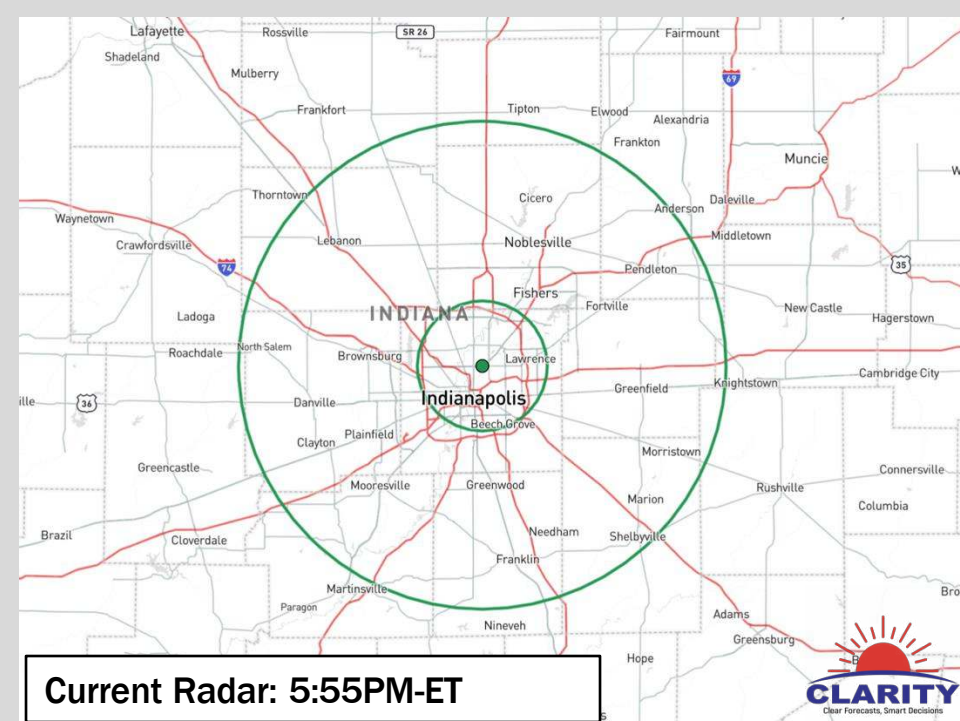 Lafayette
Rossville
SR 26
Fairmount
Shadeland
Mulberry
69
Frankfort
Tipton
Elwood
Alexandria
Frankton
Muncie
Thorntown
Cicero
Anderson
Daleville
Waynetown
Crawfordsville
Lebanon
Noblesville
Middletown
74
Pendleton
35
Fishers
INDIANA
Fortville
New Castle
Ladoga
Hagerstown
Roachdale
North Salem
Brownsburg
Lawrence
Cambridge City
Greenfield
Knightstown
ille
36
Danville
Indianapolis
Beech Grove
Plainfield
Clayton
Morristown
Greencastle
Connersville
Mooresville
Greenwood
Rushville
Marion
Columbia
Brazil
Cloverdale
Needham
Shelbyville
Franklin
Martinsville
Bro
Paragon
Adams
Nineveh
Greensburg
Hope
B
Current Radar: 5:55PM-ET
CLARITY
Clear Forecasts, Smart Decisions